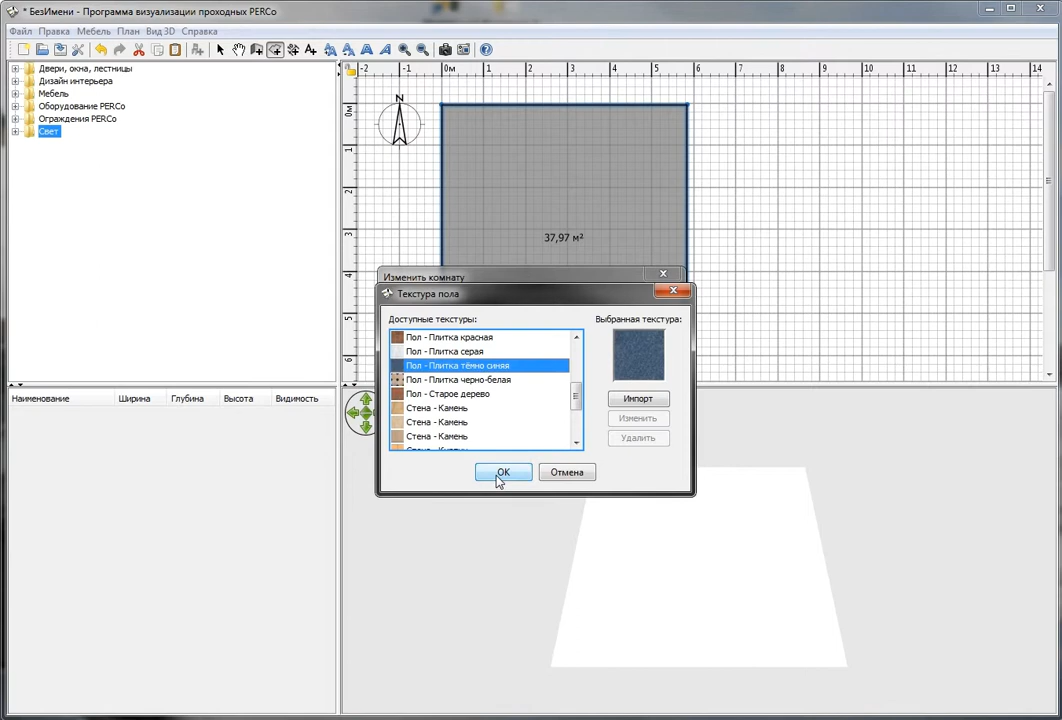 * БезИмени - Программа визуализации проходных PERCo
Файл Правка Мебель План Вид 3D Справка
Двери, окна, лестницы
Дизайн интерьера
Мебель
Оборудование PERCo
Ограждения PERCo
Свет
-2 -1 0м 1 2 3 4 5 6 7 8 9 10 11 12 13 14
0м
1
2
3
4
5
6
N
37,97 м²
Изменить комнату
Текстура пола
Доступные текстуры:
Выбранная текстура:
Пол - Плитка красная
Пол - Плитка серая
Пол - Плитка тёмно синяя
Пол - Плитка черно-белая
Пол - Старое дерево
Стена - Камень
Стена - Камень
Стена - Камень
Импорт
Изменить
Удалить
OK
Отмена
Наименование Ширина Глубина Высота Видимость